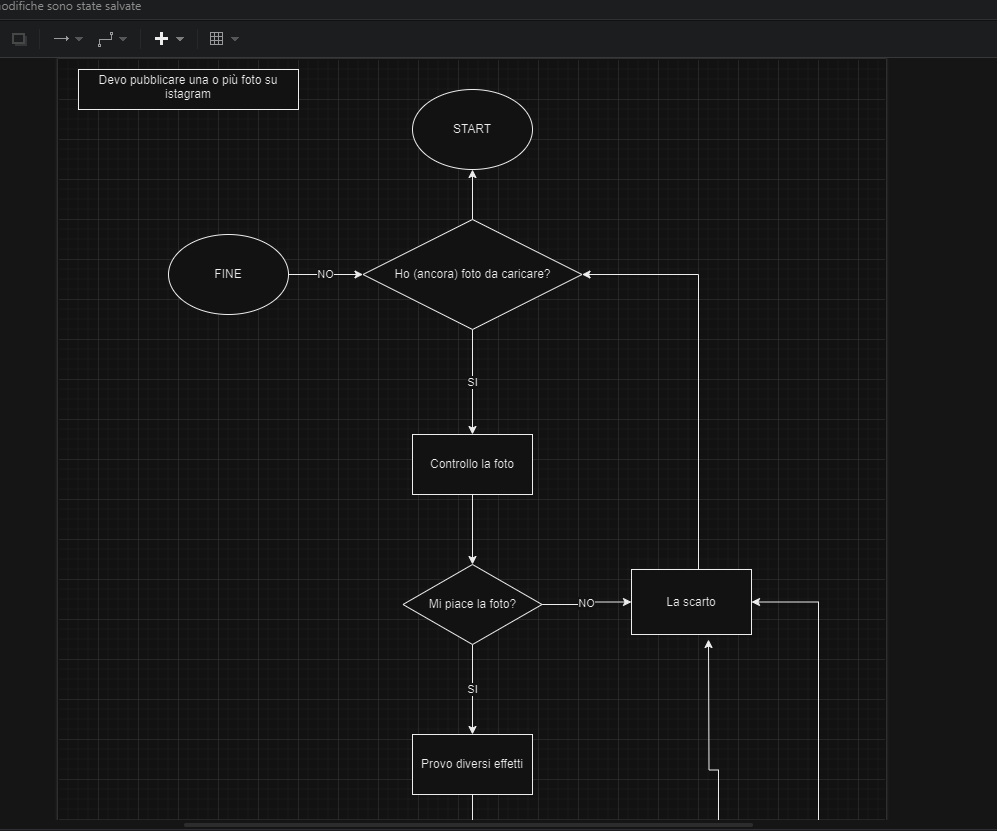 modifiche sono state salvate
Devo pubblicare una o più foto su
istagram
START
FINE
NO
Ho (ancora) foto da caricare?
SI
Controllo la foto
Mi piace la foto?
NO
La scarto
SI
Provo diversi effetti